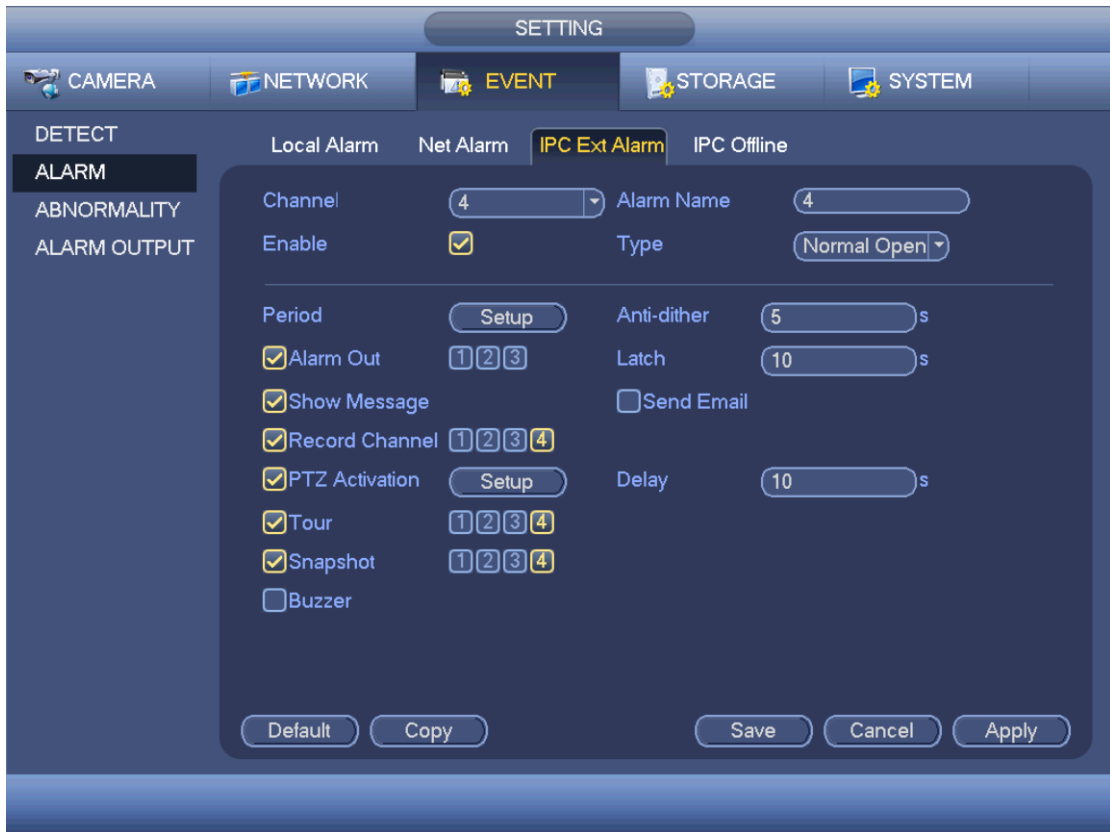 SETTING
CAMERA NETWORK EVENT STORAGE SYSTEM
DETECT
ALARM
ABNORMALITY
ALARM OUTPUT
Local Alarm Net Alarm IPC Ext Alarm IPC Offline
Channel 4 Alarm Name 4
Enable Type Normal Open
Period Setup Anti-dither 5 s
Alarm Out 1 2 3 Latch 10 s
Show Message Send Email
Record Channel 1 2 3 4
PTZ Activation Setup Delay 10 s
Tour 1 2 3 4
Snapshot 1 2 3 4
Buzzer
Default Copy Save Cancel Apply